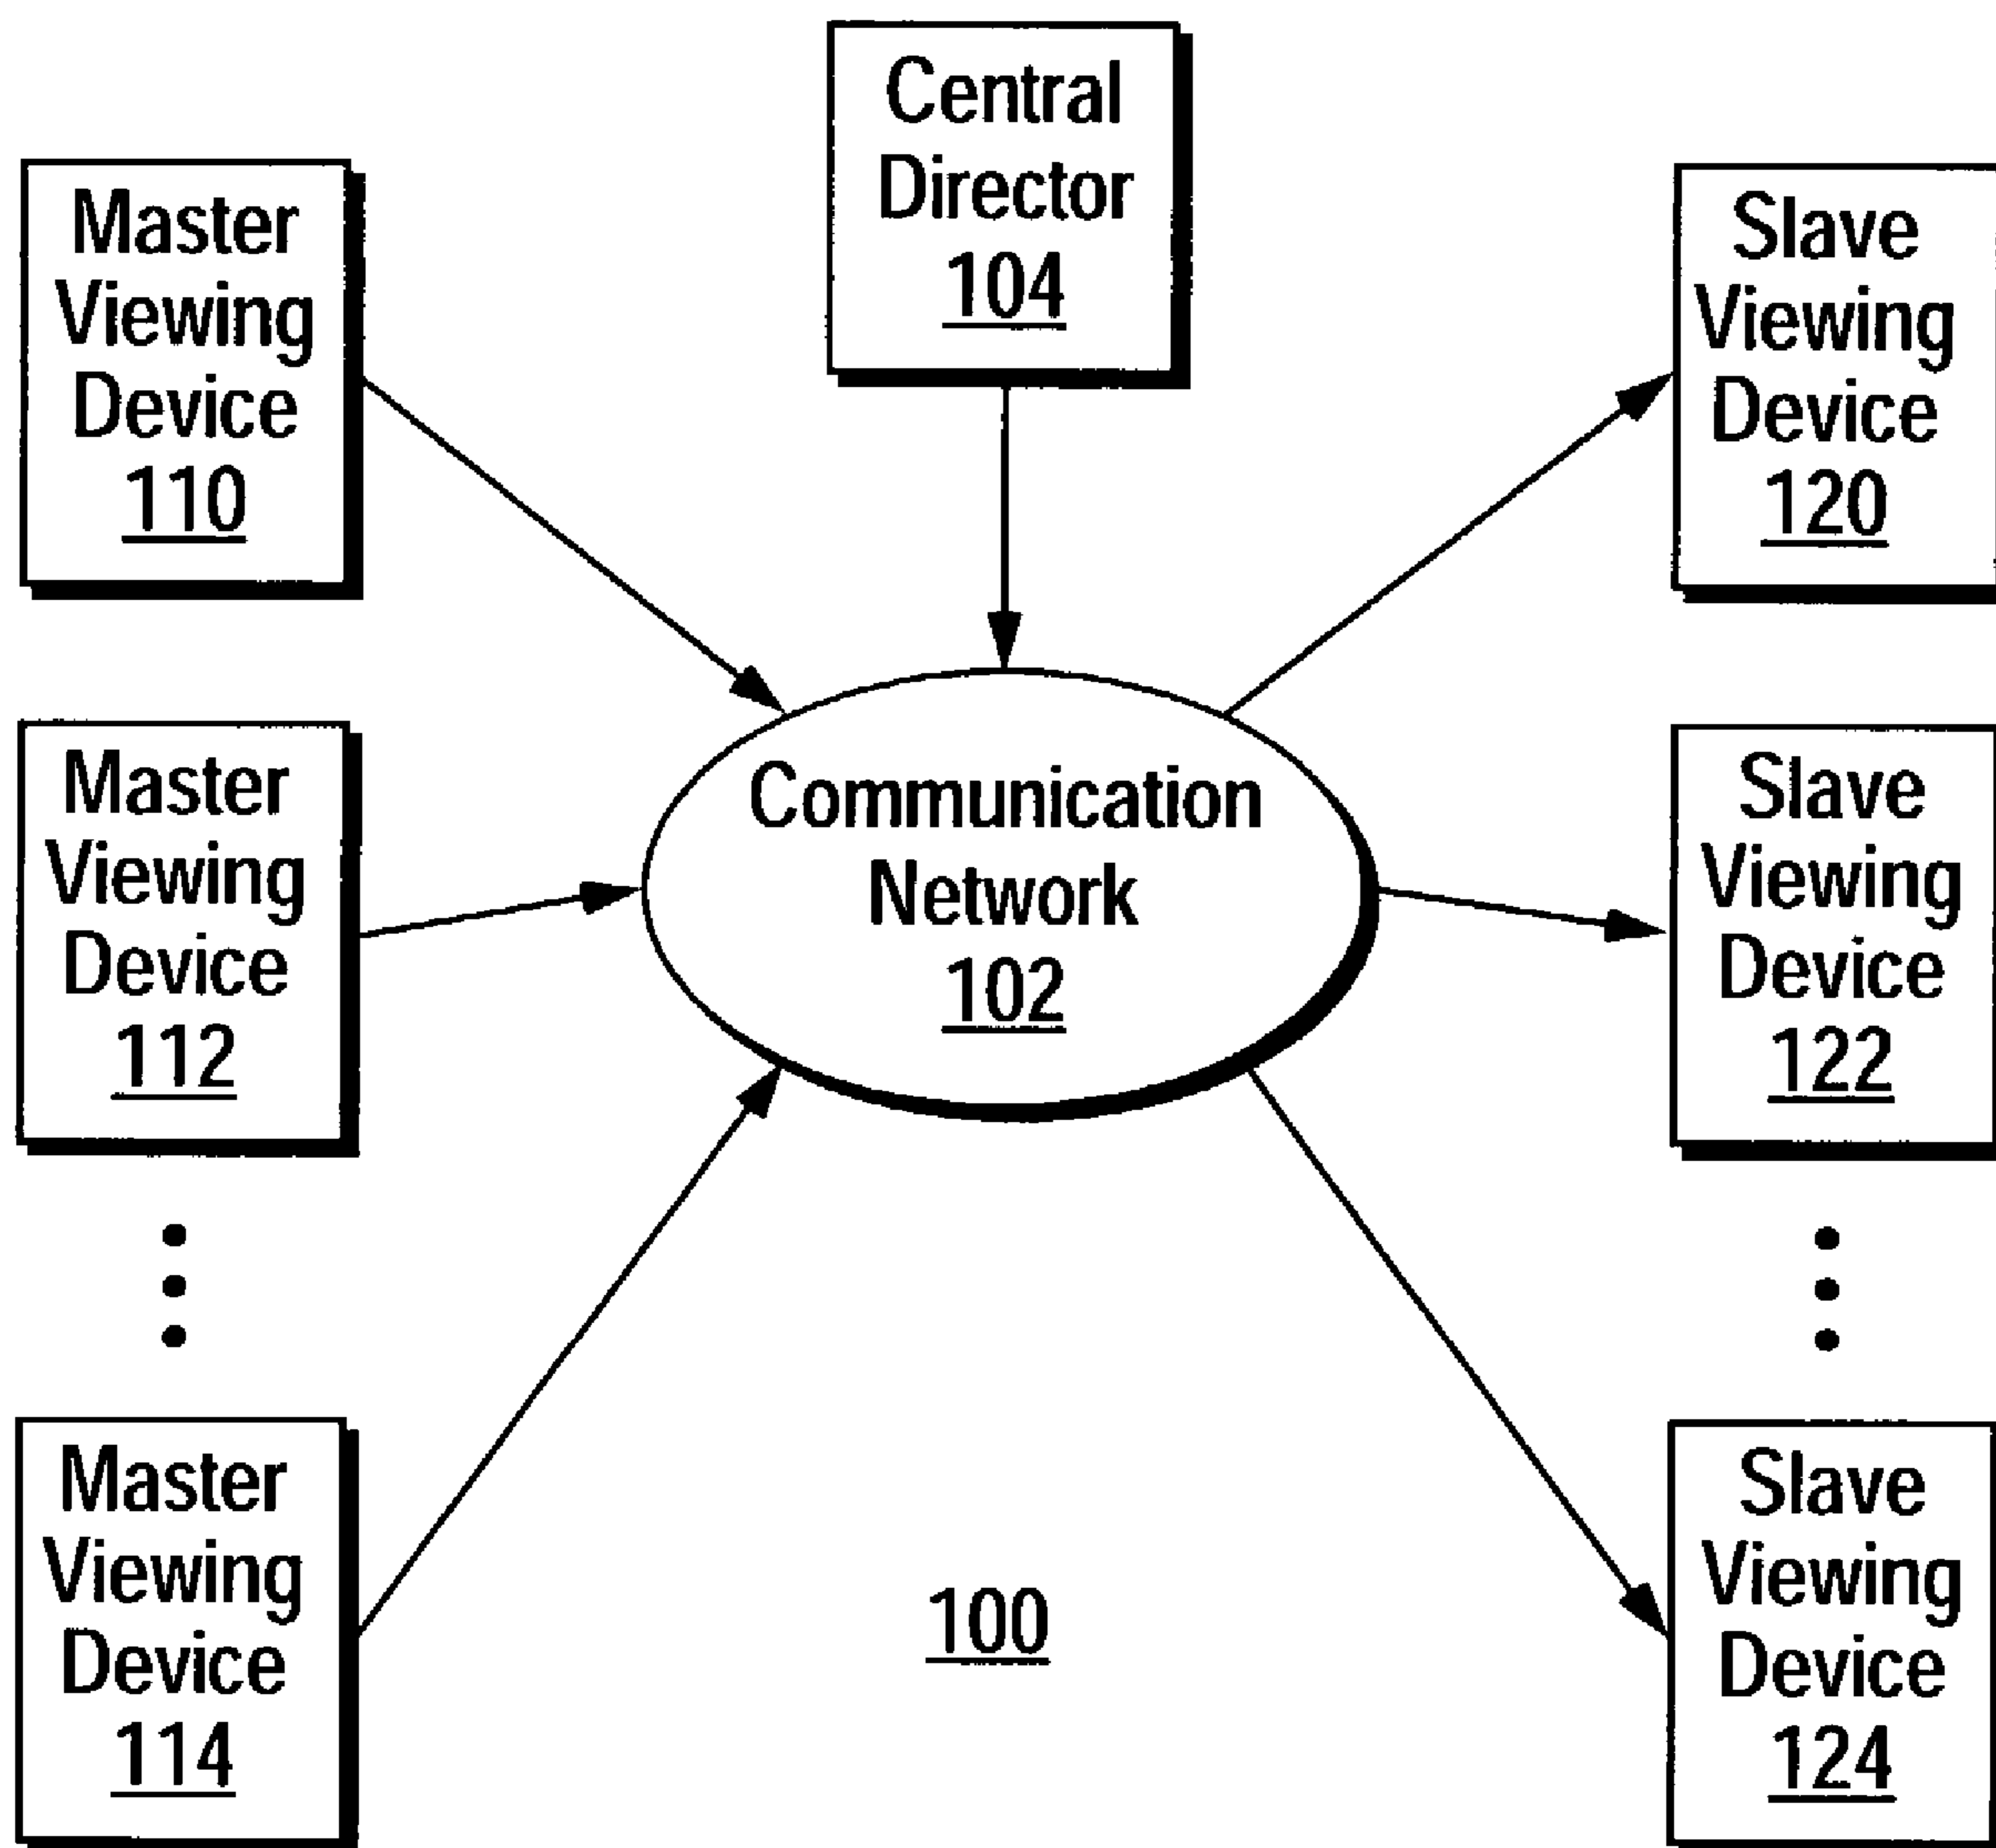 Central
Director
104
Master
Viewing
Device
110
Slave
Viewing
Device
120
Communication
Network
102
Master
Viewing
Device
112
Slave
Viewing
Device
122
Master
Viewing
Device
114
100
Slave
Viewing
Device
124